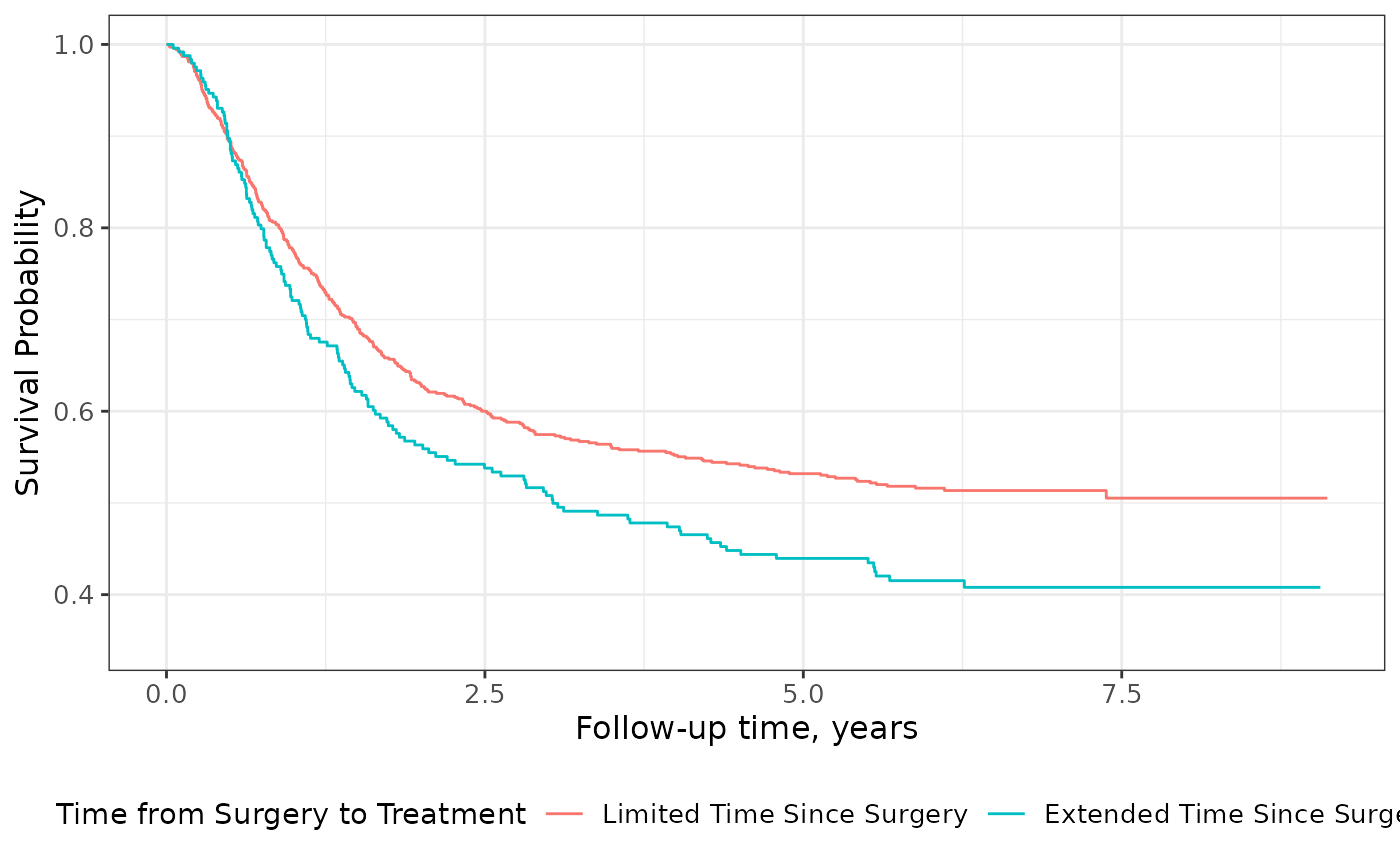 Survival Probability
1.0
0.8
0.6
0.4
0.0 2.5 5.0 7.5
Follow-up time, years
Time from Surgery to Treatment Limited Time Since Surgery Extended Time Since Surge